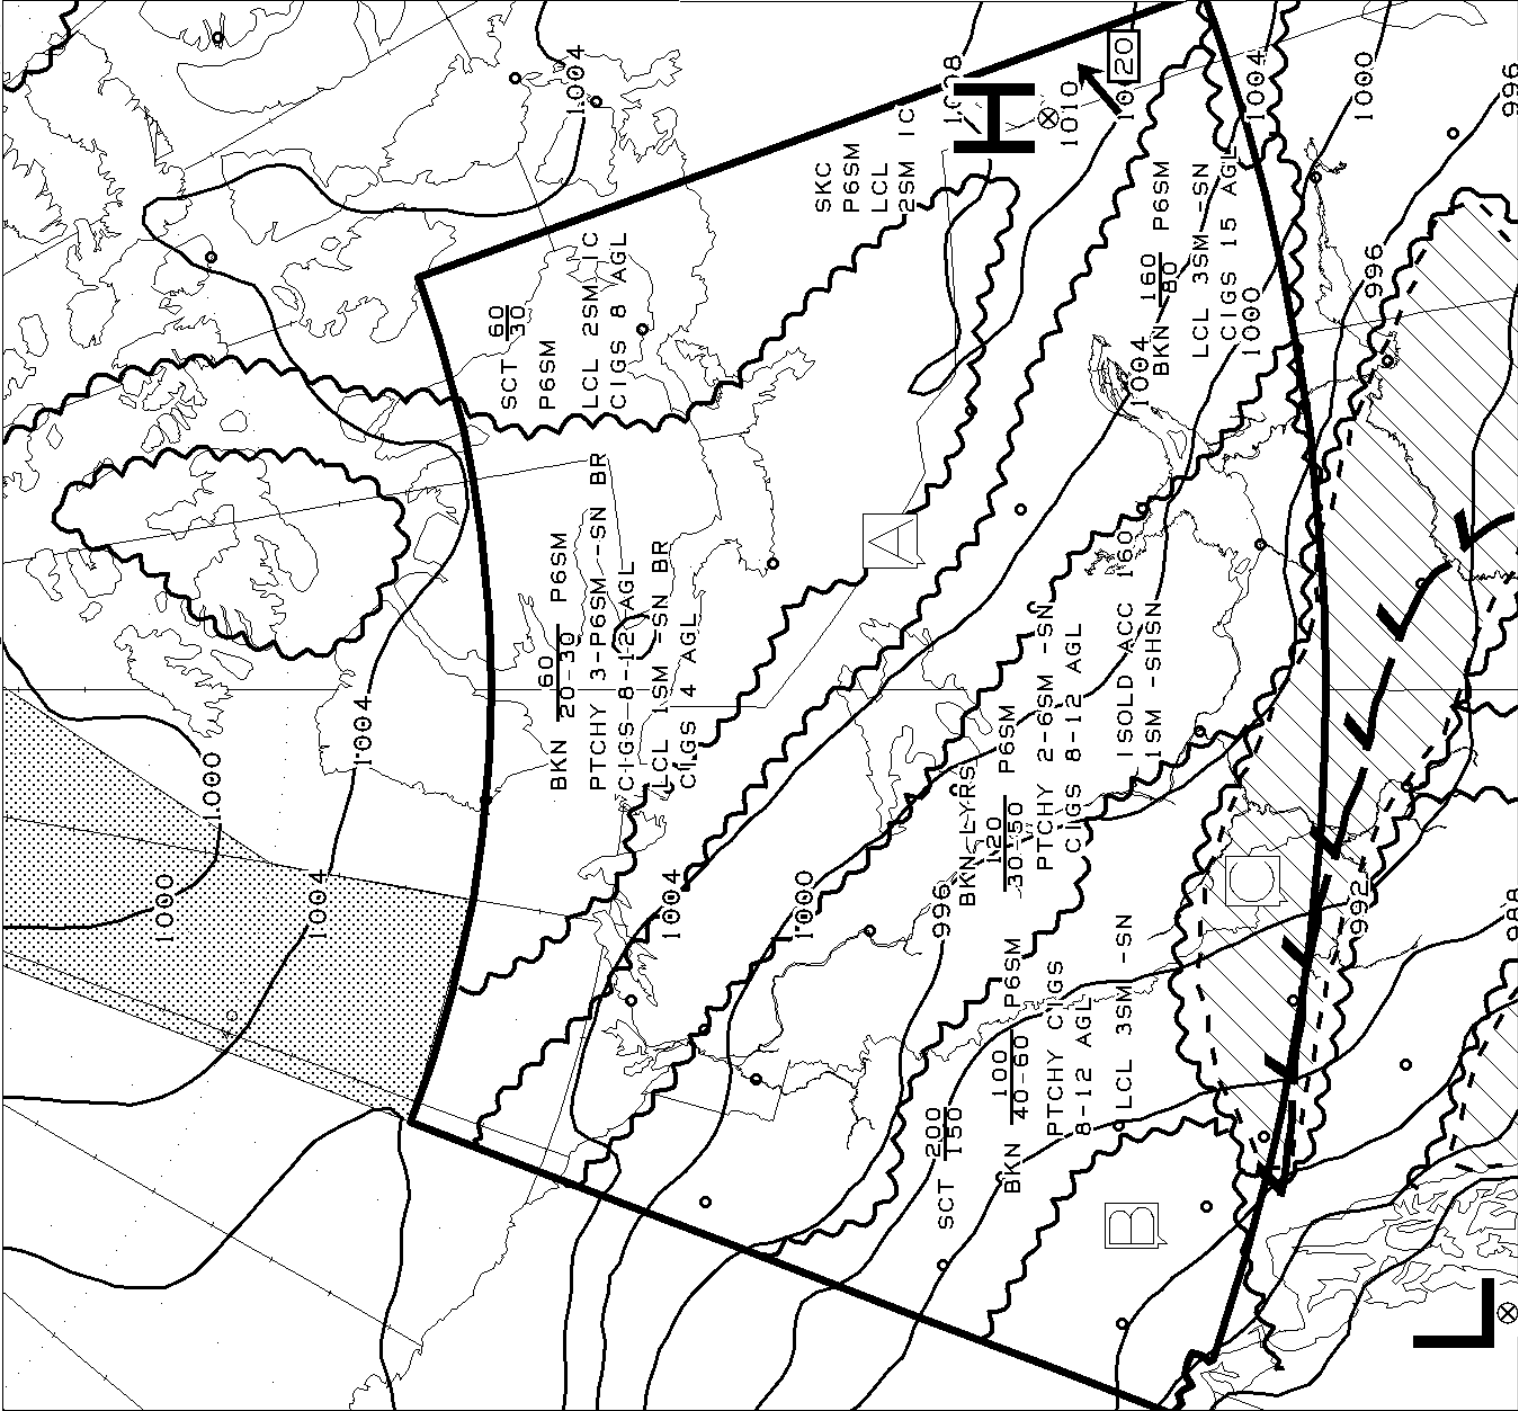 SCT 60
30
P6SM
LCL 2SM IC
CIGS 8 AGL
SKC
P6SM
LCL
2SM IC
H
1010
20
BKN 60
20-30 P6SM
PTCHY 3-P6SM -SN BR
CIGS 8-12 AGL
LCL 1SM -SN BR
CIGS 4 AGL
A
BKN 160
80 P6SM
LCL 3SM -SN
CIGS 15 AGL
BKN LYRS
120
30-50 P6SM
PTCHY 2-6SM -SN
CIGS 8-12 AGL
ISOLD ACC 160
1SM -SHSN
SCT 200
150
BKN 100
40-60 P6SM
PTCHY CIGS
8-12 AGL
LCL 3SM -SN
B
C
L
1004
1000
1004
1000
1004
1004
1000
996
992
988
1004
1000
996
1004
1000
996